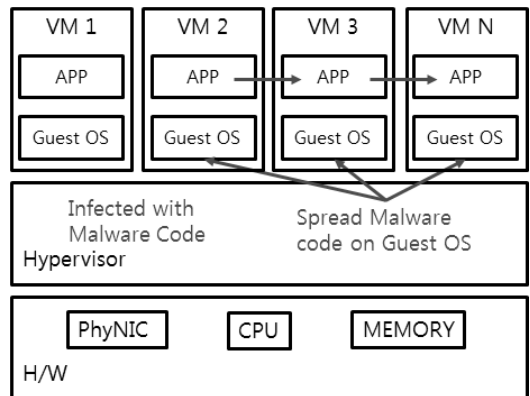 VM 1
VM 2
VM 3
VM N
APP
APP
APP
APP
Guest OS
Guest OS
Guest OS
Guest OS
Infected with
Malware Code
Spread Malware
code on Guest OS
Hypervisor
PhyNIC
CPU
MEMORY
H/W